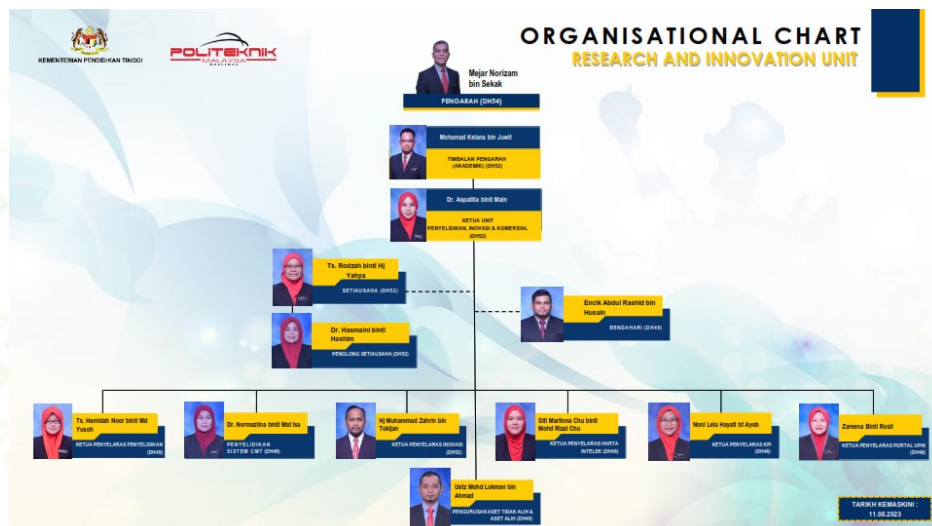 KEMENTERIAN PENDIDIKAN TINGGI
POLITEKNIK
MALAYSIA
ORGANISATIONAL CHART
RESEARCH AND INNOVATION UNIT
Mejar Norizam
bin Sekak
PENGARAH (DH54)
Mohamad Ketana bin Juwit
TIMBALAN PENGARAH
(AKADEMIK) (DH52)
Dr. Aspalilla binti Main
KETUA UNIT
PENYELIDIKAN, INOVASI & KOMERSIAL
(DH52)
Ts. Rodzah binti Hj
Yahya
SETIAUSAHA (DH52)
Encik Abdul Rashid bin
Husain
BENDAHARI (DH48)
Dr. Hasmaini binti
Hashim
PENOLONG SETIAUSAHA (DH52)
Ts. Hamidah Noor binti Md
Yusoh
KETUA PENYELARAS PENYELIDIKAN
(DH48)
Dr. Normazlina binti Mat Isa
PENYELIDIKAN
SISTEM CMT (DH48)
Hj Muhammad Zahrin bin
Tokijan
KETUA PENYELARAS INOVASI
(DH52)
Siti Marlinna Chu binti
Mohd Rizal Chu
KETUA PENYELARAS HARTA
INTELEK (DH48)
Noni Lela Hayati bt Ayob
KETUA PENYELARAS KPI
(DH48)
Zareena Binti Rosli
KETUA PENYELARAS PORTAL UPIK
(DH48)
Ustz Mohd Lokman bin
Ahmad
PENGURUSAN ASET TIDAK ALIH &
ASET ALIH (DH48)
TARIKH KEMASKINI :
11.08.2023